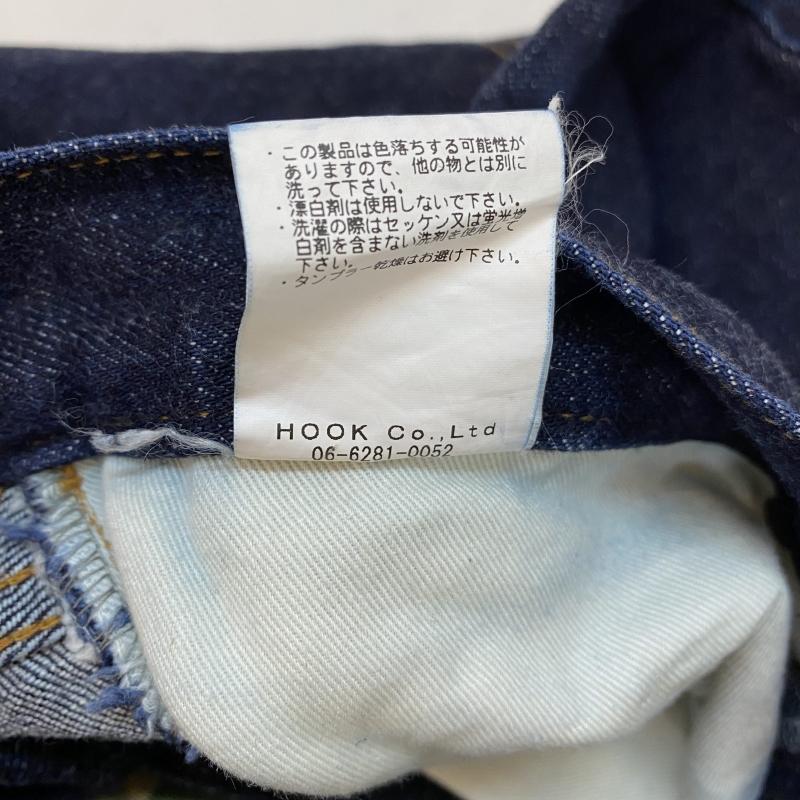 ・この製品は色落ちする可能性が
ありますので、他の物とは別に
洗って下さい。
・漂白剤は使用しないで下さい。
・洗濯の際はセッケン又は蛍光増
白剤を含まない洗剤を使用して
下さい。
・タンブラー乾燥はお避け下さい。
HOOK Co.,Ltd
06-6281-0052